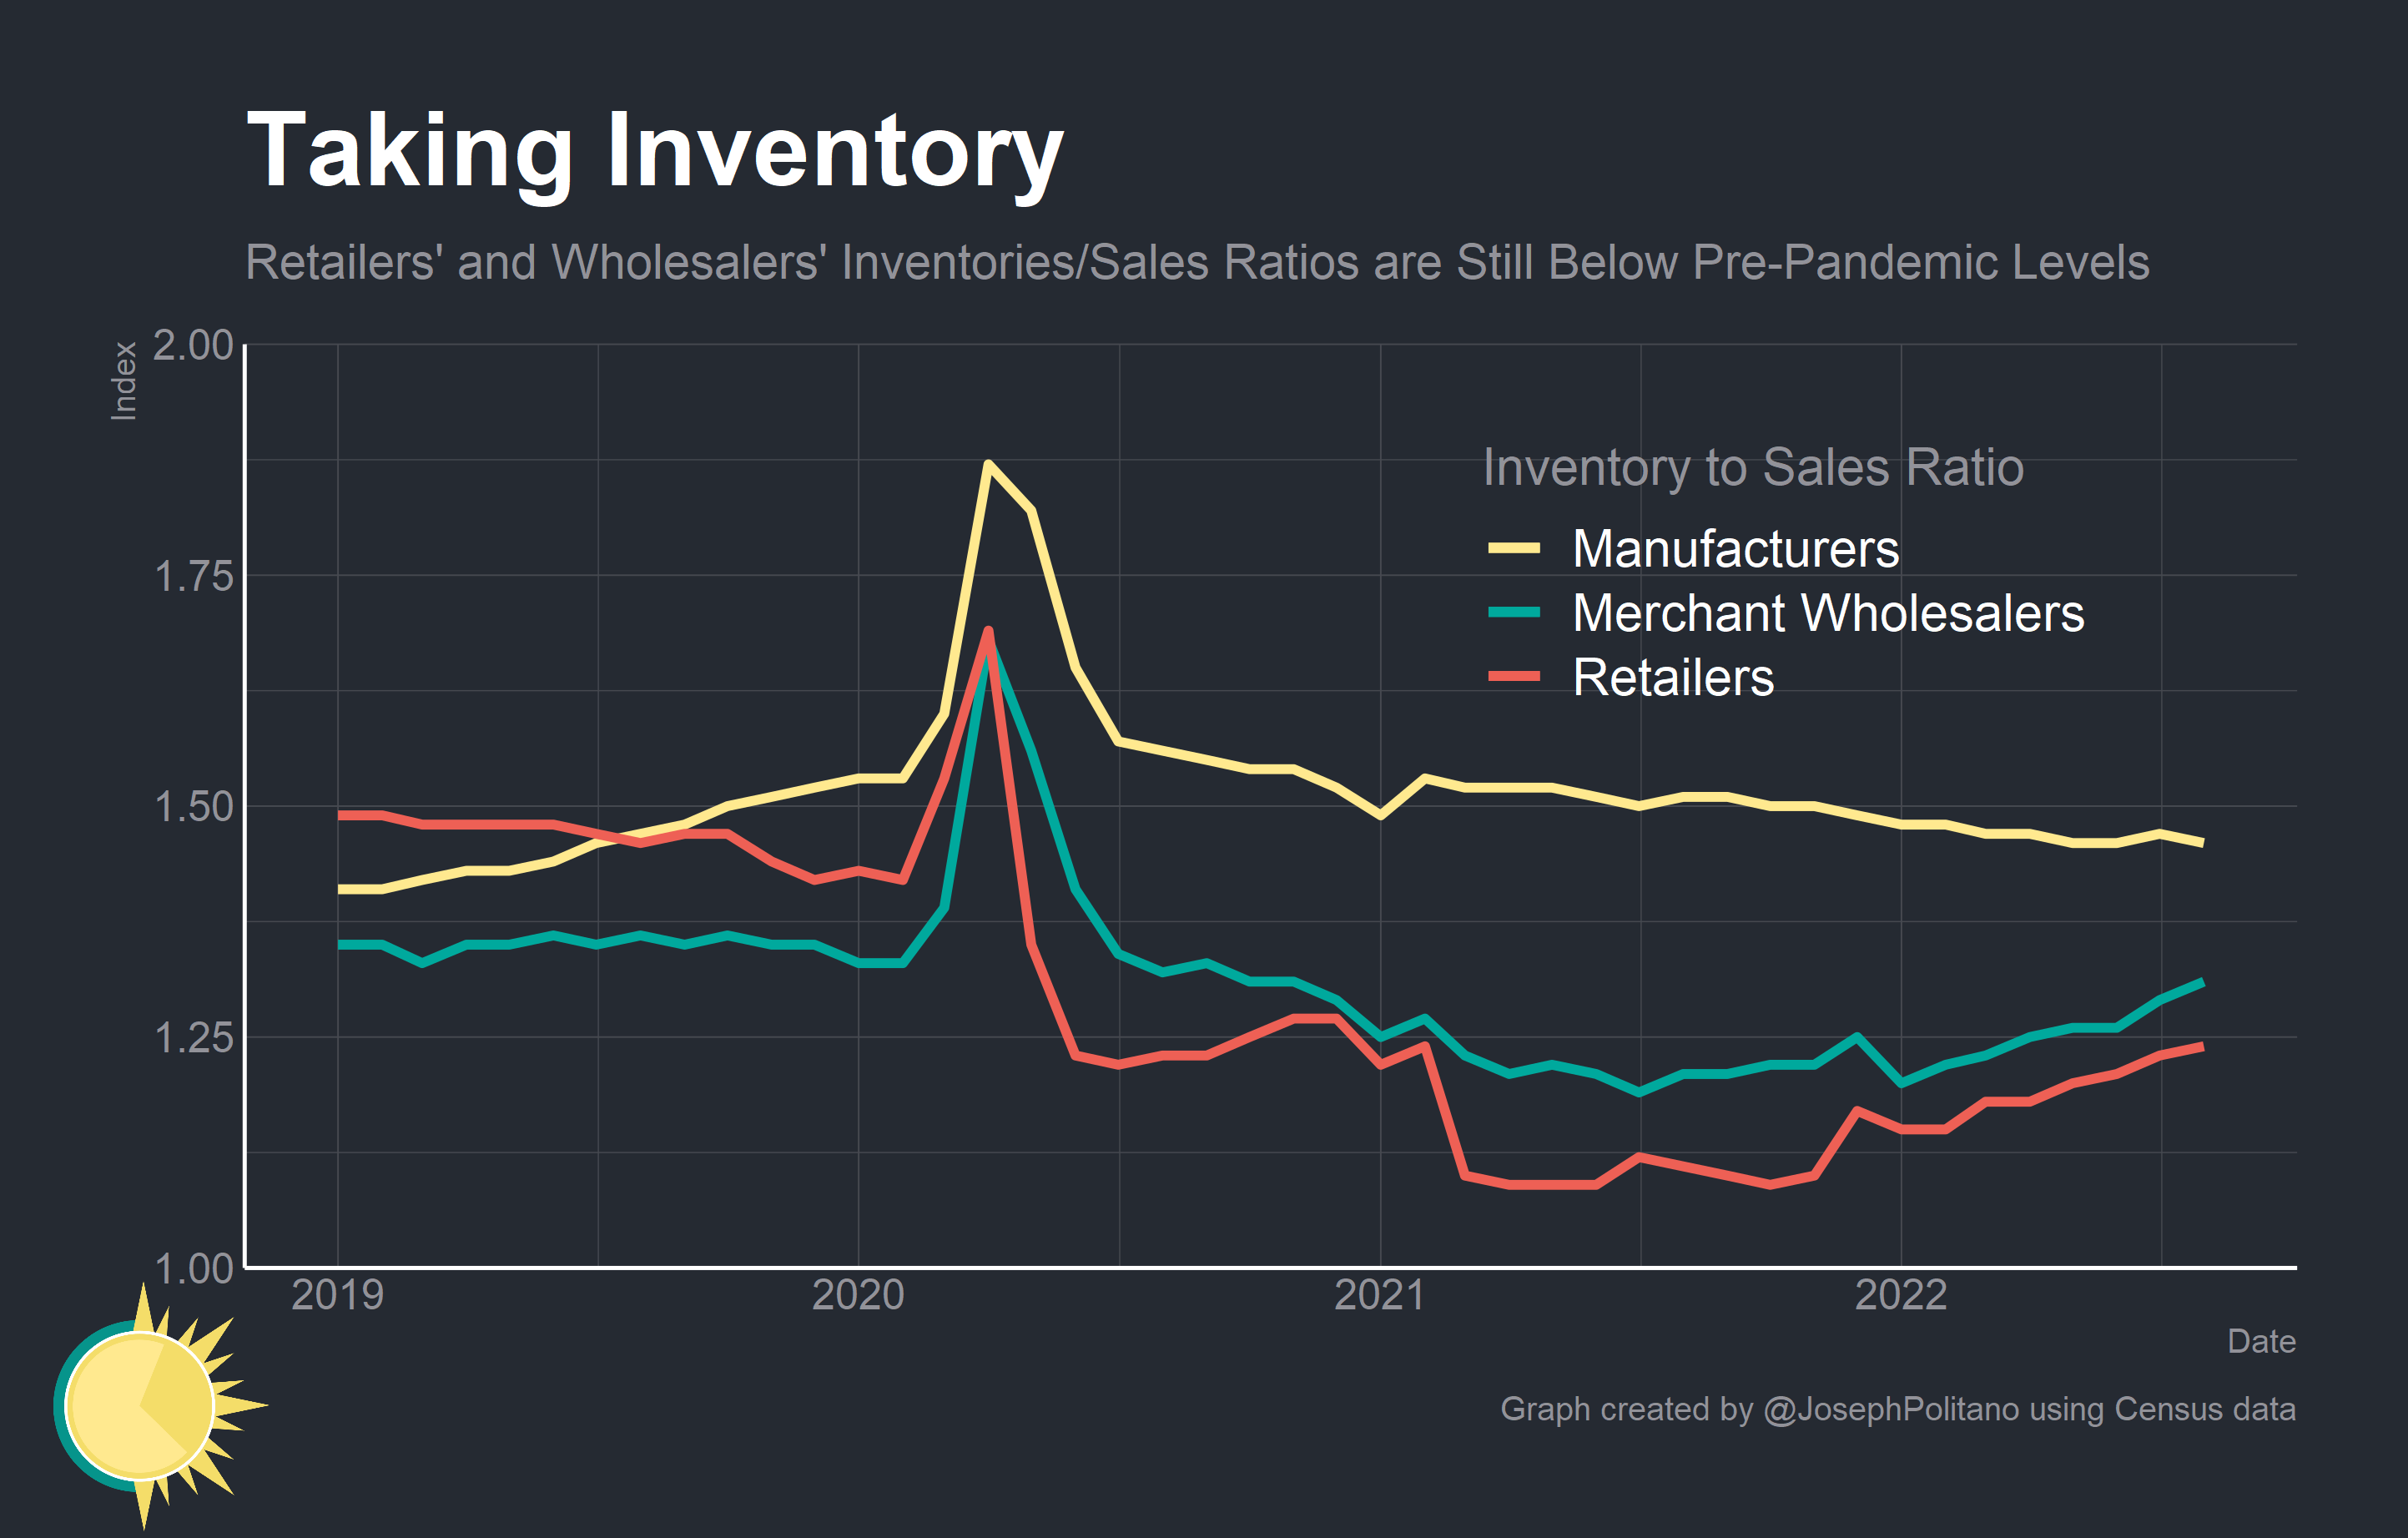 Taking Inventory
Retailers' and Wholesalers' Inventories/Sales Ratios are Still Below Pre-Pandemic Levels
Index
2.00
1.75
1.50
1.25
1.00
Inventory to Sales Ratio
Manufacturers
Merchant Wholesalers
Retailers
2019 2020 2021 2022
Date
Graph created by @JosephPolitano using Census data